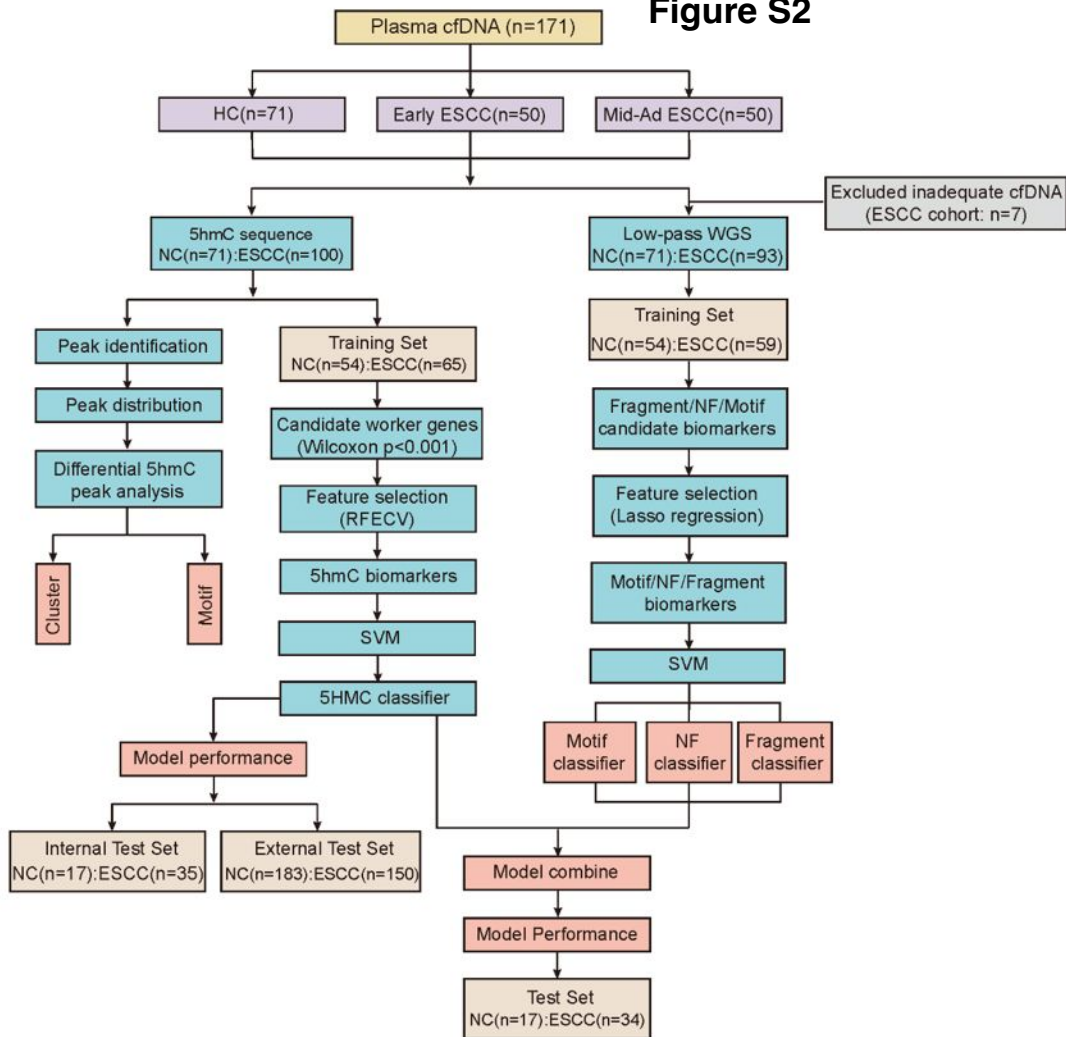 Figure S2
Plasma cfDNA (n=171)
HC(n=71)
Early ESCC(n=50)
Mid-Ad ESCC(n=50)
Excluded inadequate cfDNA
(ESCC cohort: n=7)
5hmC sequence
NC(n=71):ESCC(n=100)
Low-pass WGS
NC(n=71):ESCC(n=93)
Peak identification
Peak distribution
Differential 5hmC
peak analysis
Cluster
Motif
Training Set
NC(n=54):ESCC(n=65)
Candidate worker genes
(Wilcoxon p<0.001)
Feature selection
(RFECV)
5hmC biomarkers
SVM
5HMC classifier
Training Set
NC(n=54):ESCC(n=59)
Fragment/NF/Motif
candidate biomarkers
Feature selection
(Lasso regression)
Motif/NF/Fragment
biomarkers
SVM
Motif
classifier
NF
classifier
Fragment
classifier
Model performance
Internal Test Set
NC(n=17):ESCC(n=35)
External Test Set
NC(n=183):ESCC(n=150)
Model combine
Model Performance
Test Set
NC(n=17):ESCC(n=34)